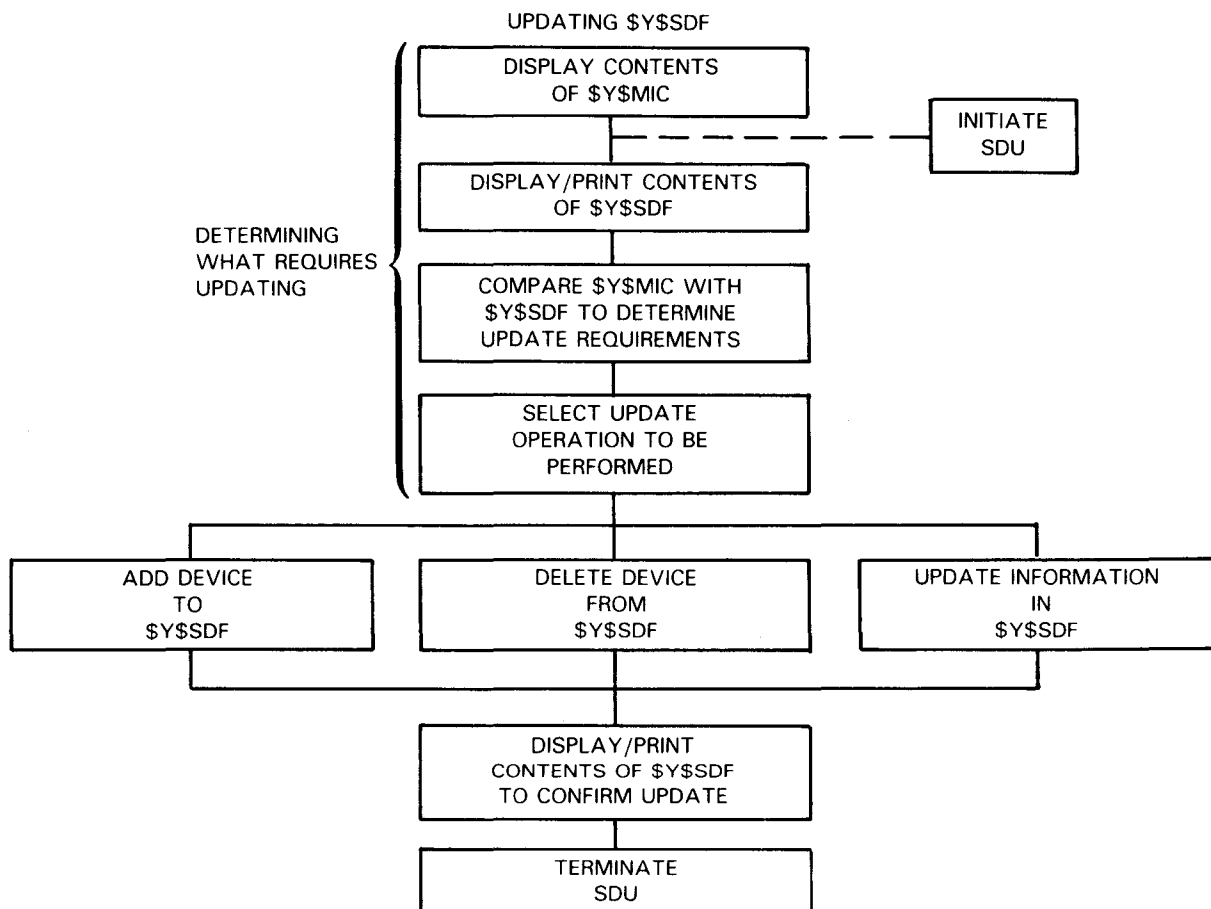 UPDATING $Y$SDF
DISPLAY CONTENTS
OF $Y$MIC
INITIATE
SDU
DISPLAY/PRINT CONTENTS
OF $Y$SDF
DETERMINING
WHAT REQUIRES
UPDATING
COMPARE $Y$MIC WITH
$Y$SDF TO DETERMINE
UPDATE REQUIREMENTS
SELECT UPDATE
OPERATION TO BE
PERFORMED
ADD DEVICE
TO
$Y$SDF
DELETE DEVICE
FROM
$Y$SDF
UPDATE INFORMATION
IN
$Y$SDF
DISPLAY/PRINT
CONTENTS OF $Y$SDF
TO CONFIRM UPDATE
TERMINATE
SDU